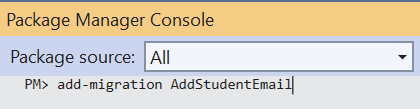 Package Manager Console
Package source: All
PM> add-migration AddStudentEmail